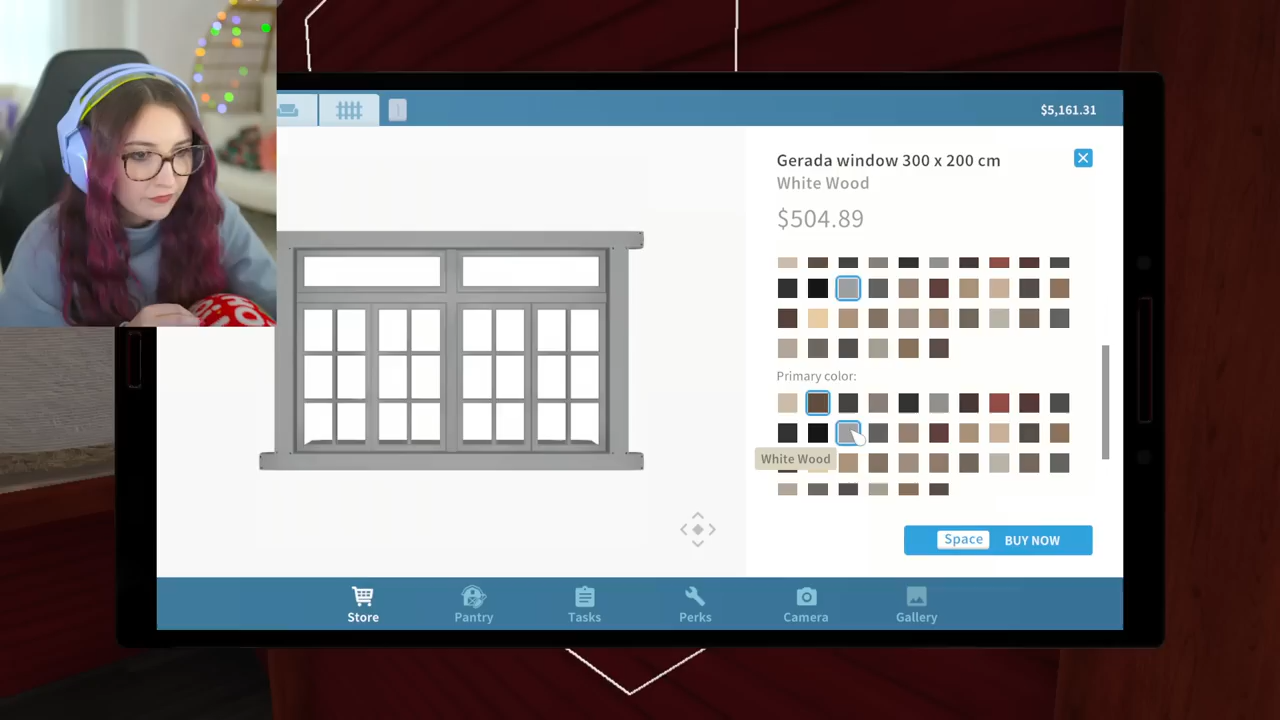 $5,161.31
Gerada window 300 x 200 cm
White Wood
$504.89
Primary color:
White Wood
Space BUY NOW
Store
Pantry
Tasks
Perks
Camera
Gallery